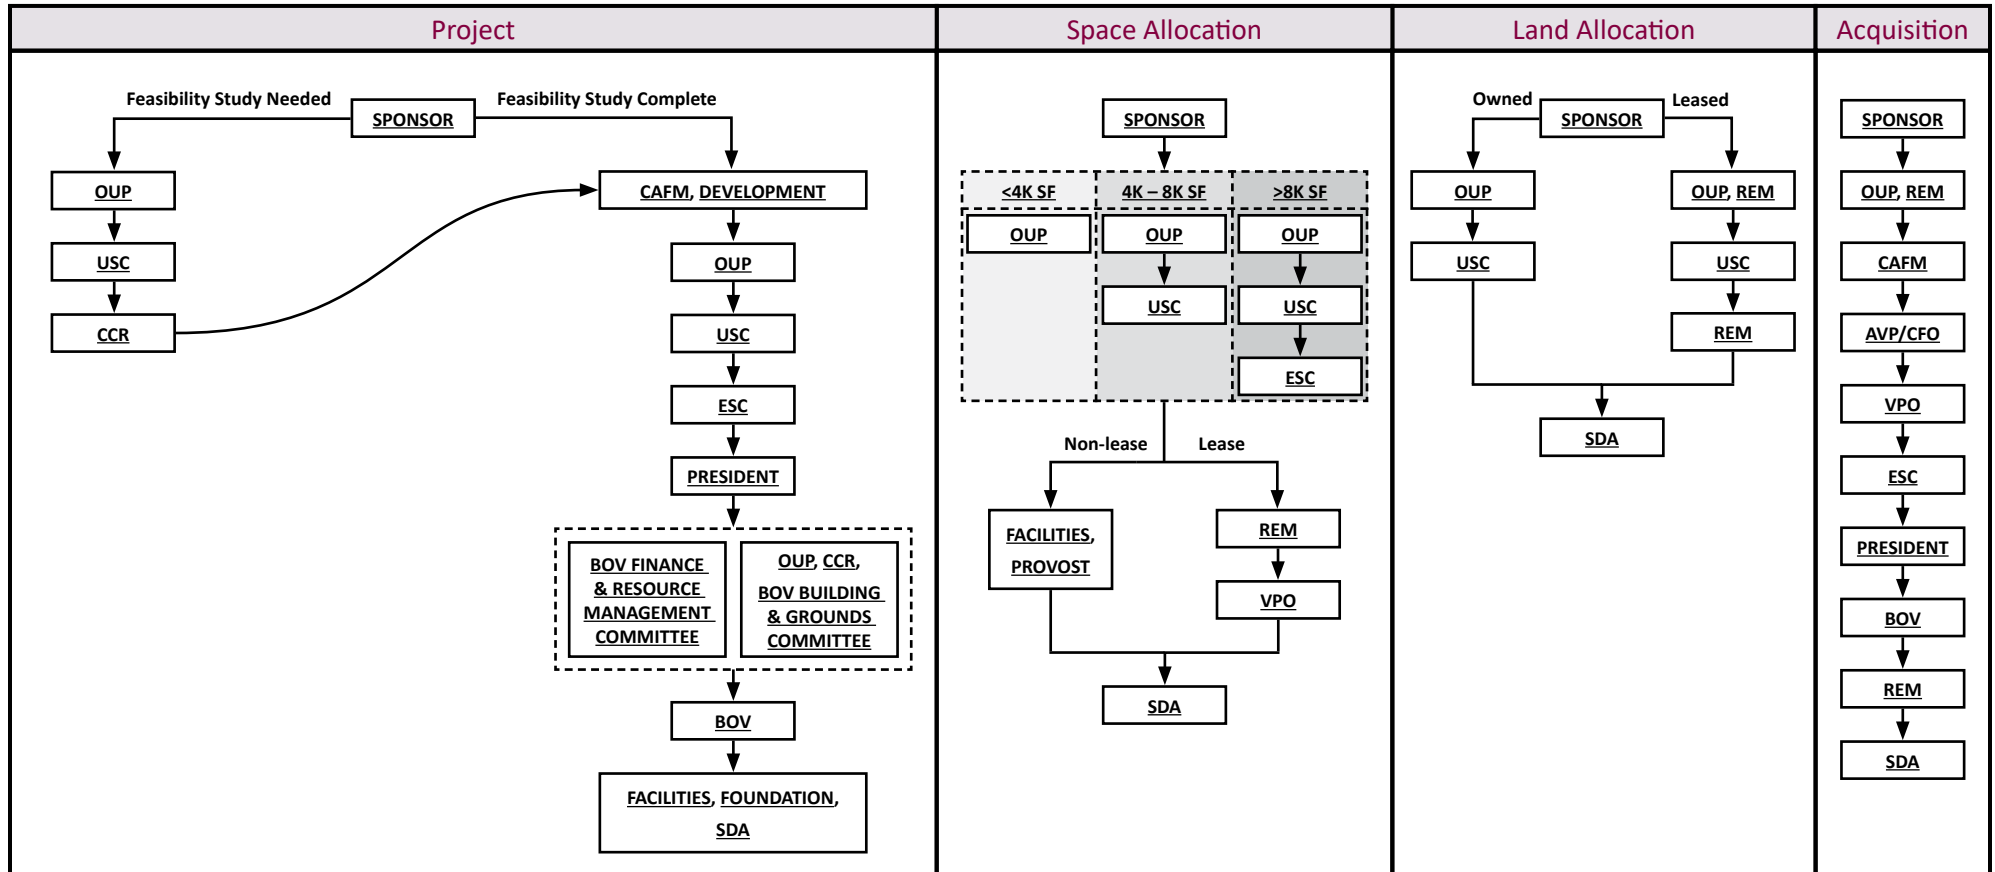 Project
Feasibility Study Needed
SPONSOR
Feasibility Study Complete
OUP
USC
CCR
CAFM, DEVELOPMENT
OUP
USC
ESC
PRESIDENT
BOV FINANCE
& RESOURCE
MANAGEMENT
COMMITTEE
OUP, CCR,
BOV BUILDING
& GROUNDS
COMMITTEE
BOV
FACILITIES, FOUNDATION,
SDA
Space Allocation
SPONSOR
<4K SF
OUP
4K – 8K SF
OUP
USC
>8K SF
OUP
USC
ESC
Non-lease
Lease
FACILITIES,
PROVOST
REM
VPO
SDA
Land Allocation
Owned
SPONSOR
Leased
OUP
USC
OUP, REM
USC
REM
SDA
Acquisition
SPONSOR
OUP, REM
CAFM
AVP/CFO
VPO
ESC
PRESIDENT
BOV
REM
SDA